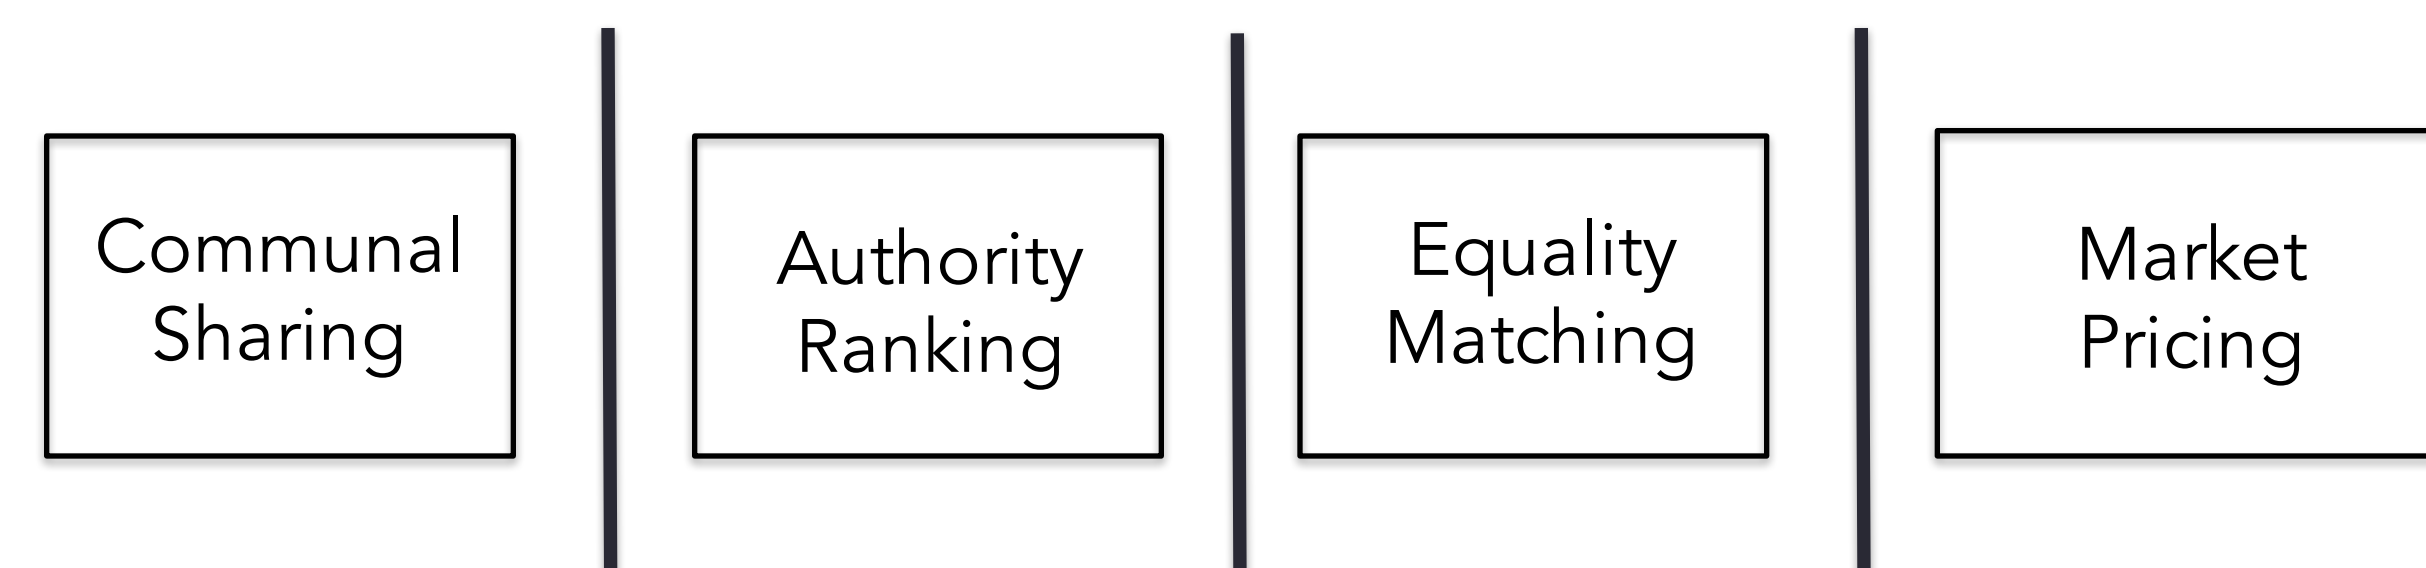 Communal
Sharing
Authority
Ranking
Equality
Matching
Market
Pricing